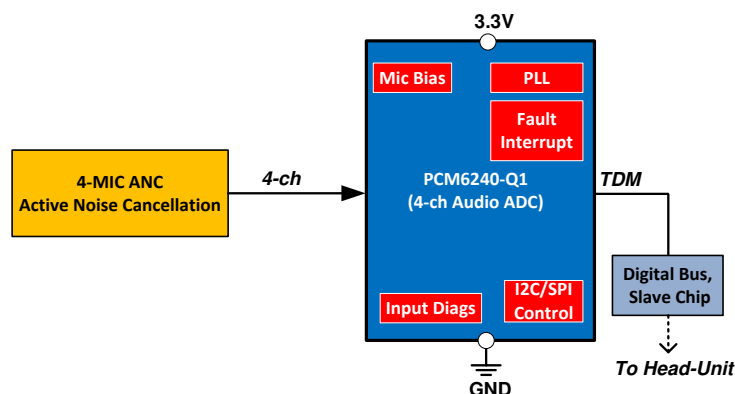 3.3V
Mic Bias
PLL
Fault
Interrupt
4-MIC ANC
Active Noise Cancellation
4-ch
PCM6240-Q1
(4-ch Audio ADC)
TDM
Digital Bus,
Slave Chip
Input Diags
I2C/SPI
Control
To Head-Unit
GND